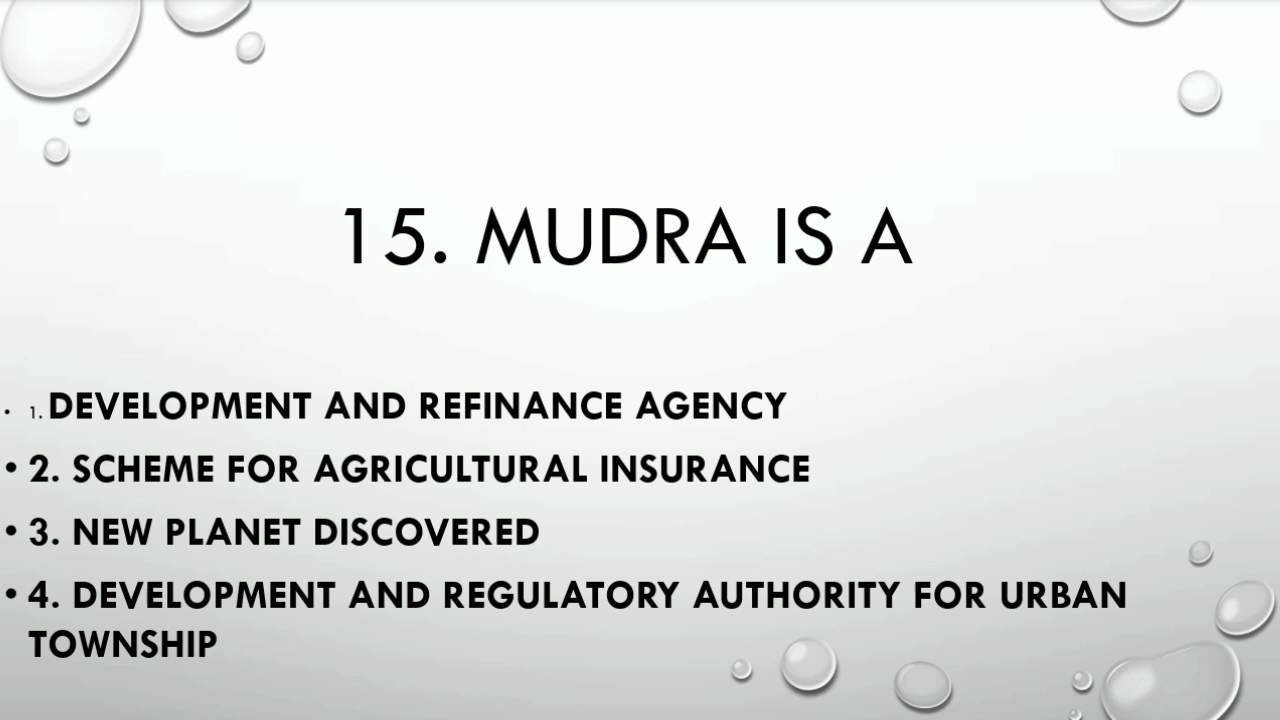 15. MUDRA IS A
• 1. DEVELOPMENT AND REFINANCE AGENCY
• 2. SCHEME FOR AGRICULTURAL INSURANCE
• 3. NEW PLANET DISCOVERED
• 4. DEVELOPMENT AND REGULATORY AUTHORITY FOR URBAN
TOWNSHIP